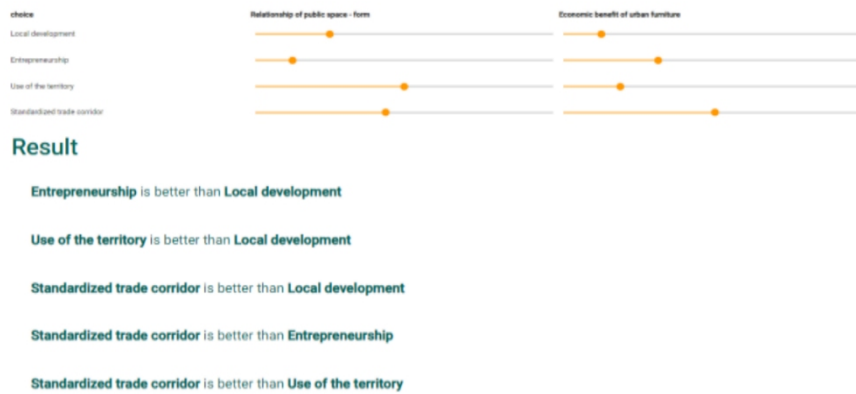 choice Relationship of public space - form Economic benefit of urban furniture
Local development
Entrepreneurship
Use of the territory
Standardized trade corridor
Result
Entrepreneurship is better than Local development
Use of the territory is better than Local development
Standardized trade corridor is better than Local development
Standardized trade corridor is better than Entrepreneurship
Standardized trade corridor is better than Use of the territory